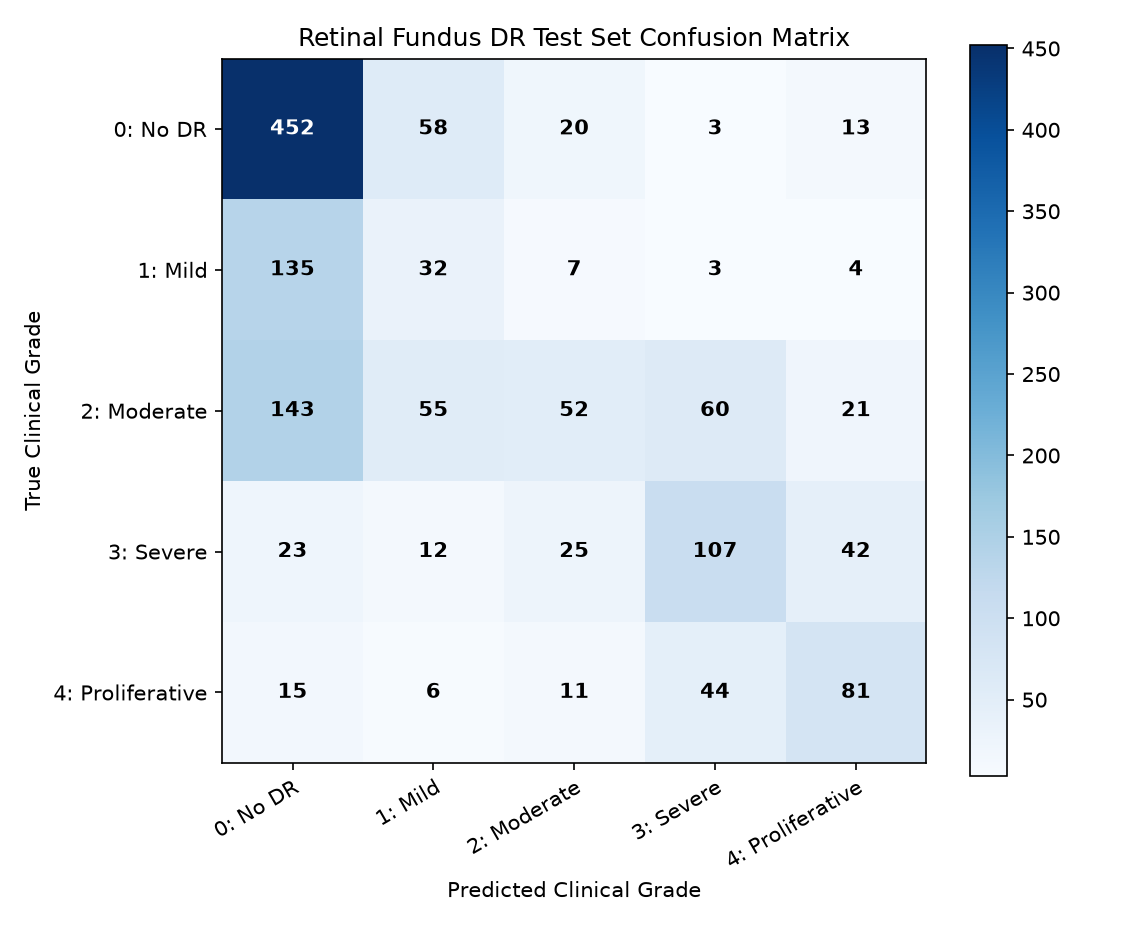 Retinal Fundus DR Test Set Confusion Matrix
True Clinical Grade
0: No DR 452 58 20 3 13
1: Mild 135 32 7 3 4
2: Moderate 143 55 52 60 21
3: Severe 23 12 25 107 42
4: Proliferative 15 6 11 44 81
0: No DR 1: Mild 2: Moderate 3: Severe 4: Proliferative
Predicted Clinical Grade
450
400
350
300
250
200
150
100
50